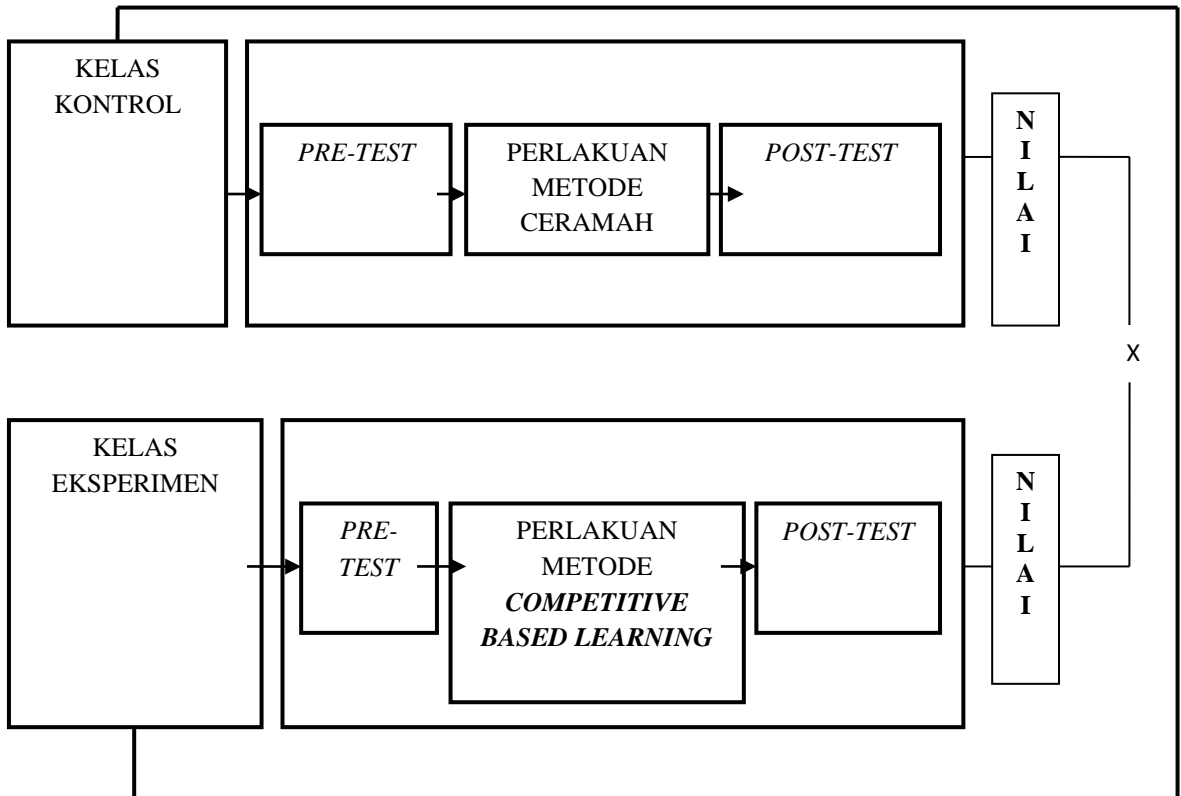 KELAS
KONTROL
PRE-TEST
PERLAKUAN
METODE
CERAMAH
POST-TEST
N
I
L
A
I
X
KELAS
EKSPERIMEN
PRE-
TEST
PERLAKUAN
METODE
COMPETITIVE
BASED LEARNING
POST-TEST
N
I
L
A
I